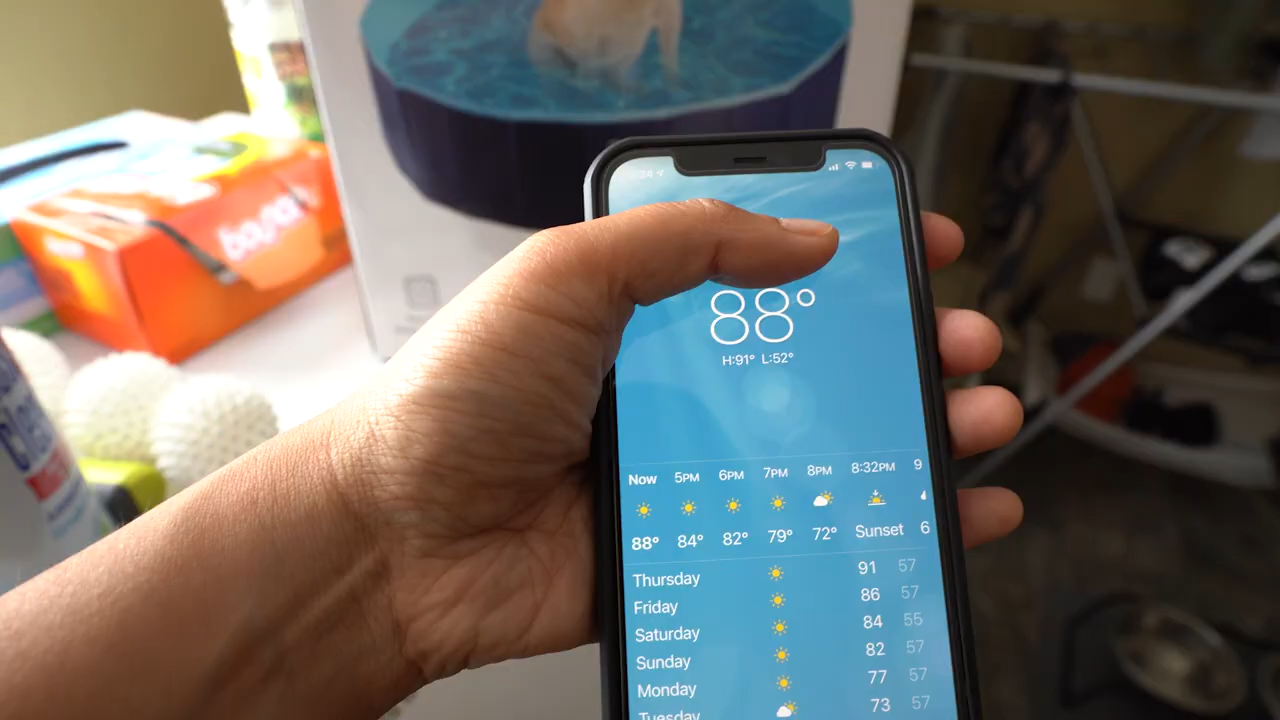 88°
H:91° L:52°
Now 5PM 6PM 7PM 8PM 8:32PM 9
88° 84° 82° 79° 72° Sunset 6
Thursday 91 57
Friday 86 57
Saturday 84 55
Sunday 82 57
Monday 77 57
Tuesday 73 57